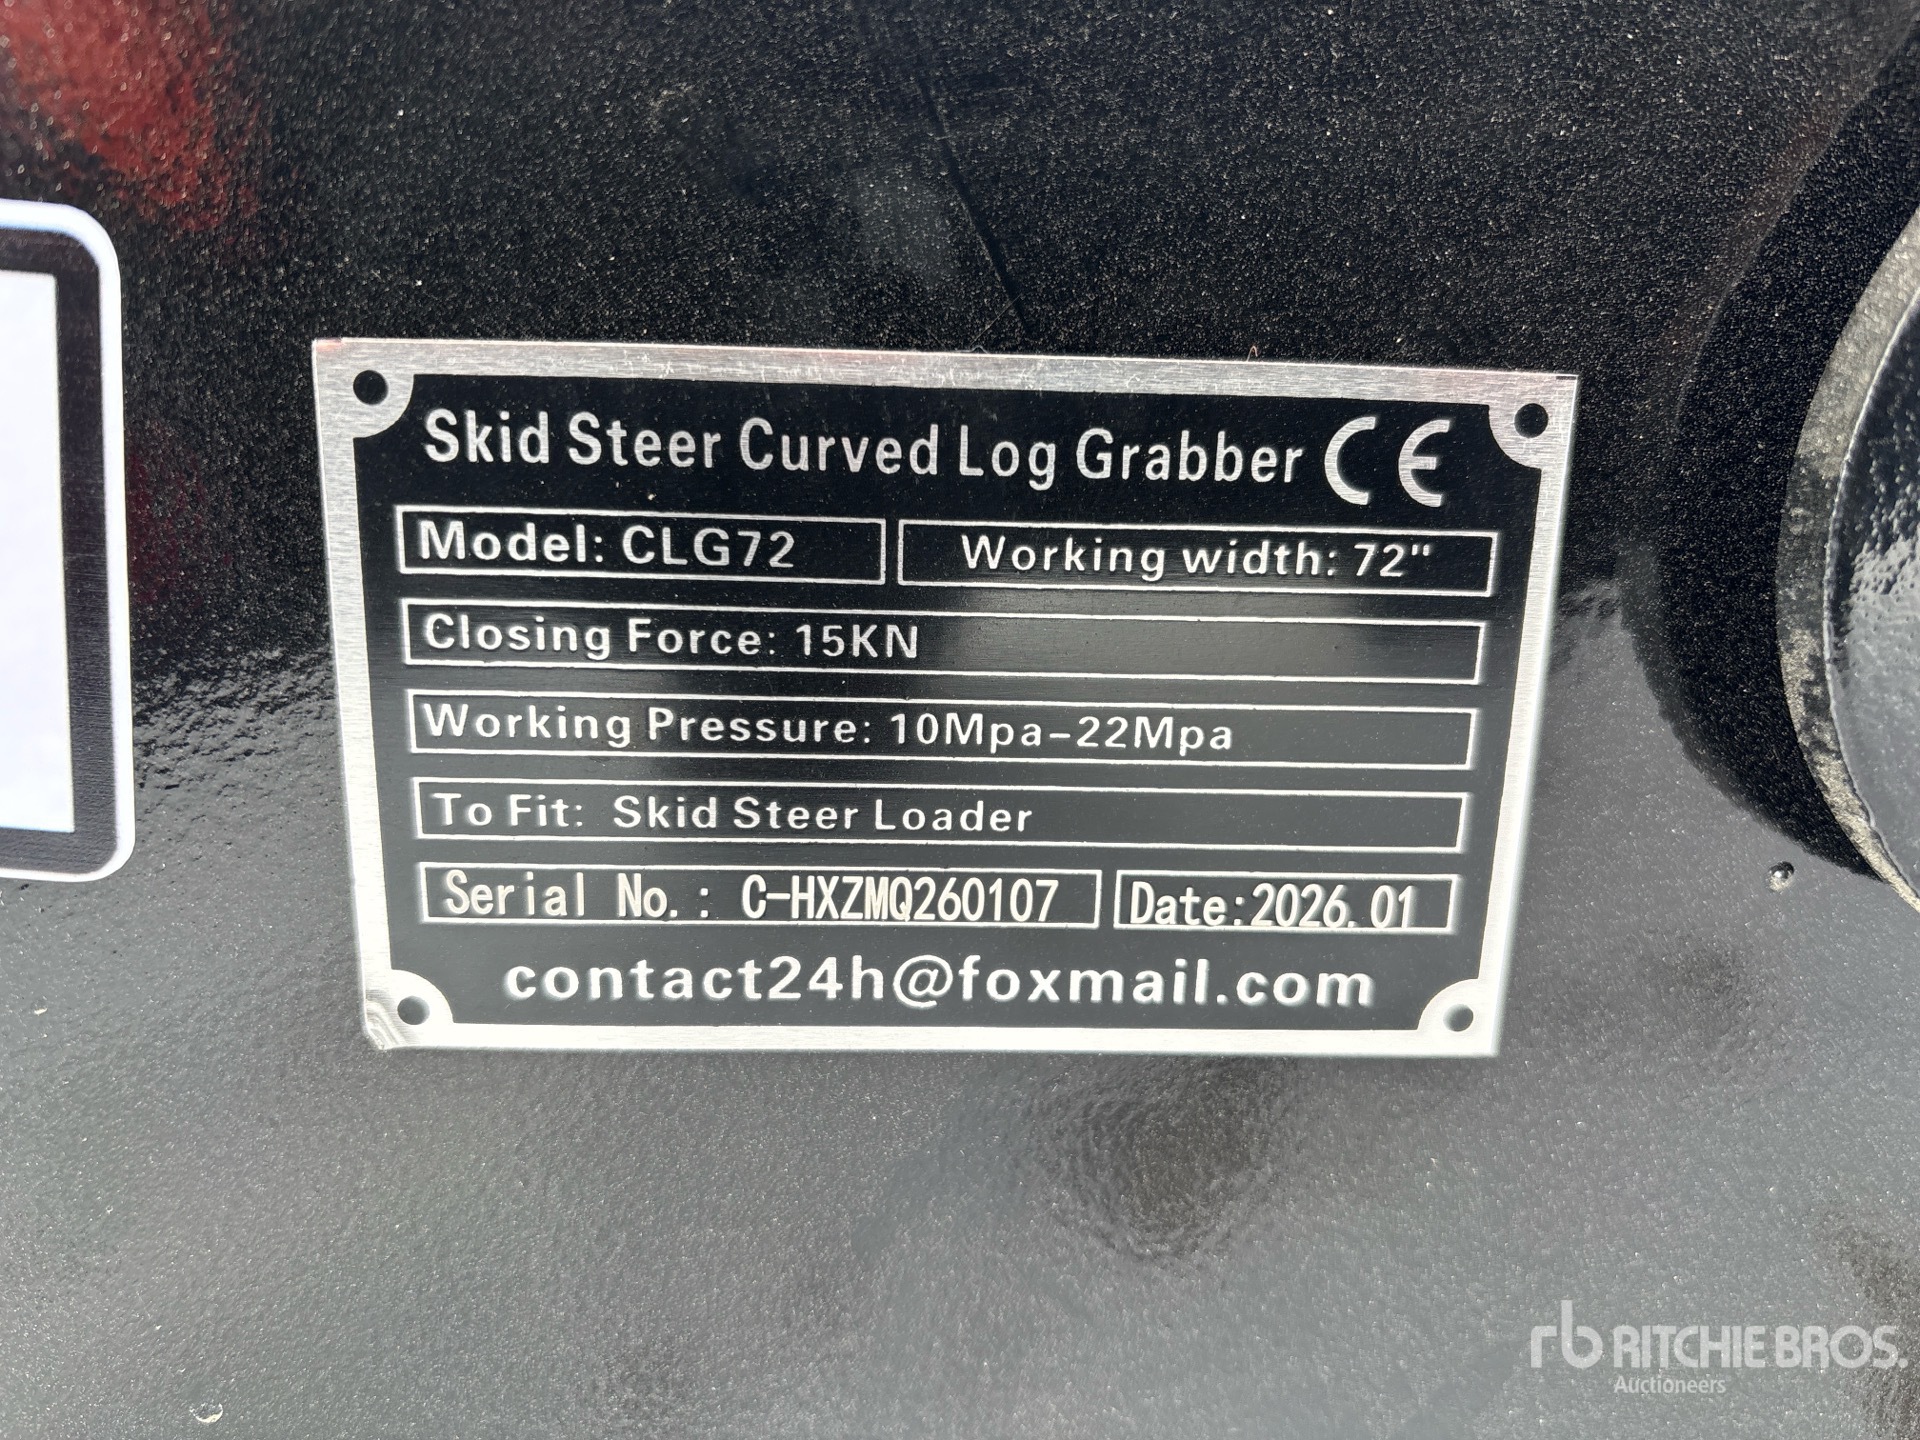 Skid Steer Curved Log Grabber CE
Model: CLG72
Working width: 72"
Closing Force: 15KN
Working Pressure: 10Mpa-22Mpa
To Fit: Skid Steer Loader
Serial No.: C-HXZMQ260107
Date:2026.01
contact24h@foxmail.com
rb RITCHIE BROS.
Auctioneers